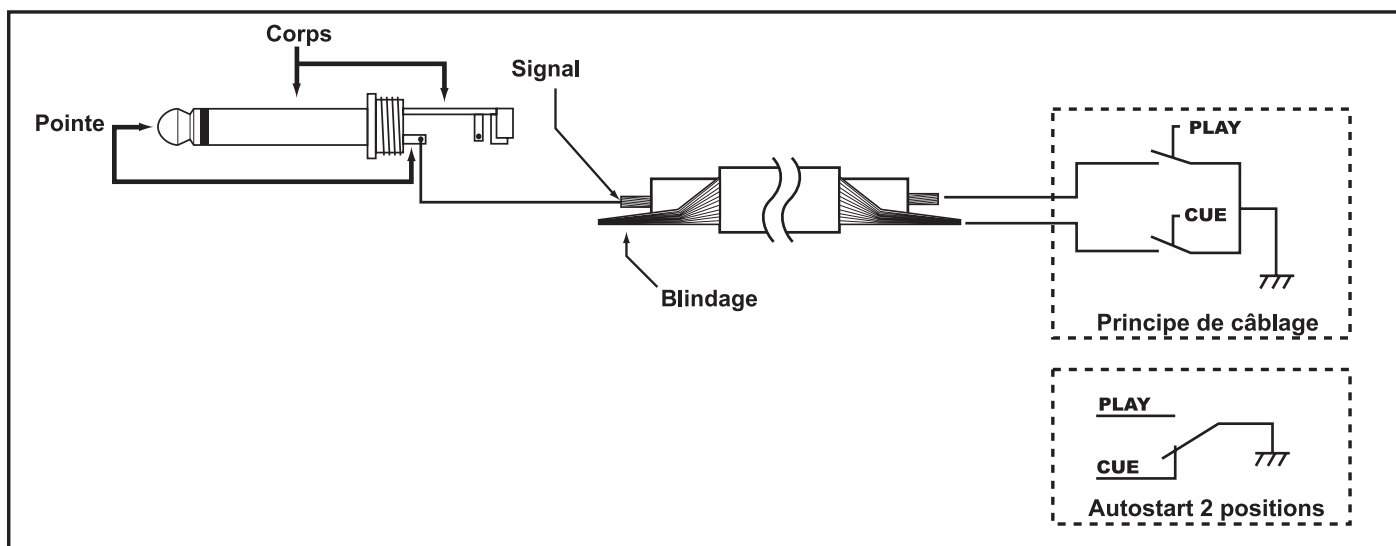 Corps
Signal
Pointe
PLAY
CUE
Blindage
Principe de câblage
PLAY
CUE
Autostart 2 positions